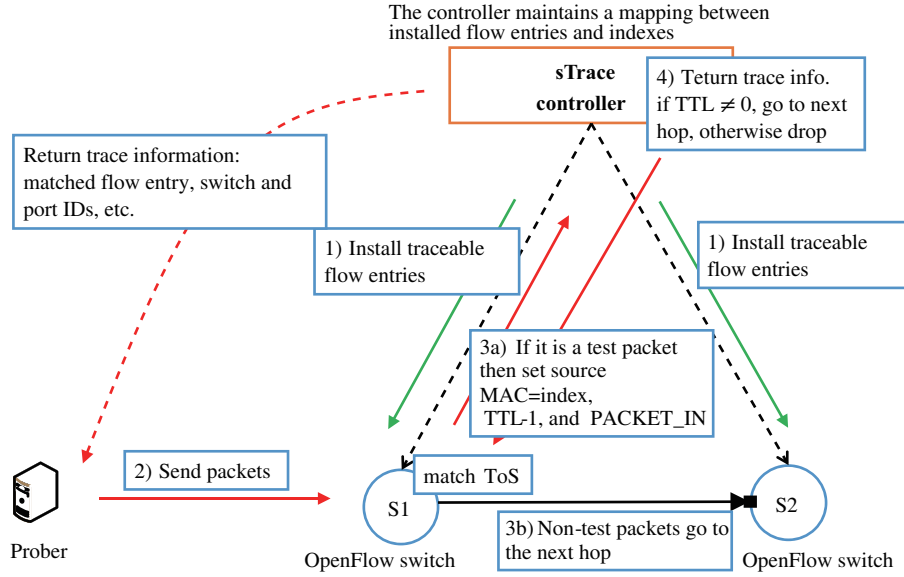 The controller maintains a mapping between
installed flow entries and indexes
sTrace
controller
4) Teturn trace info.
if TTL ≠ 0, go to next
hop, otherwise drop
Return trace information:
matched flow entry, switch and
port IDs, etc.
1) Install traceable
flow entries
1) Install traceable
flow entries
3a) If it is a test packet
then set source
MAC=index,
TTL-1, and PACKET_IN
2) Send packets
match ToS
S1
S2
3b) Non-test packets go to
the next hop
Prober
OpenFlow switch
OpenFlow switch